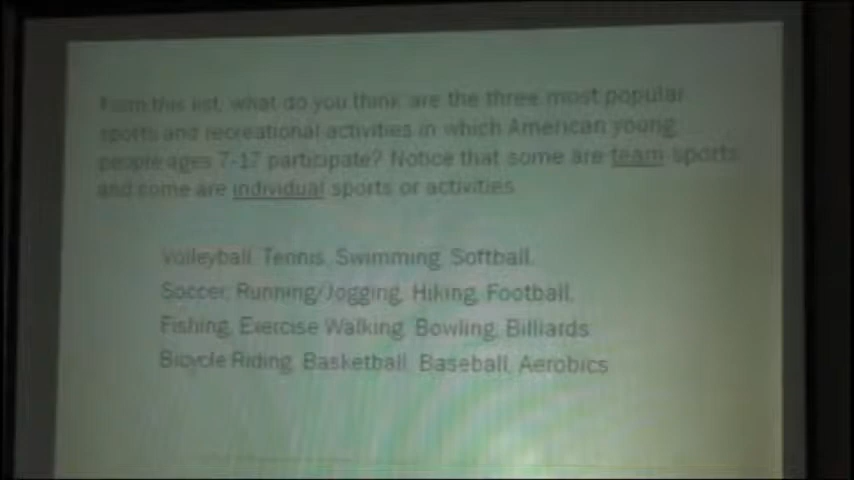 From this list, what do you think are the three most popular
sports and recreational activities in which American young
people ages 7-17 participate? Notice that some are team sports
and some are individual sports or activities
Volleyball, Tennis, Swimming, Softball,
Soccer, Running/Jogging, Hiking, Football,
Fishing, Exercise Walking, Bowling, Billiards
Bicycle Riding, Basketball, Baseball, Aerobics